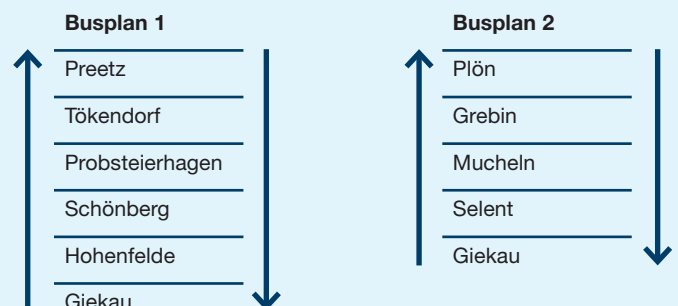 Busplan 1
Preetz
Tökendorf
Probsteierhagen
Schönberg
Hohenfelde
Giekau
Busplan 2
Plön
Grebin
Mucheln
Selent
Giekau